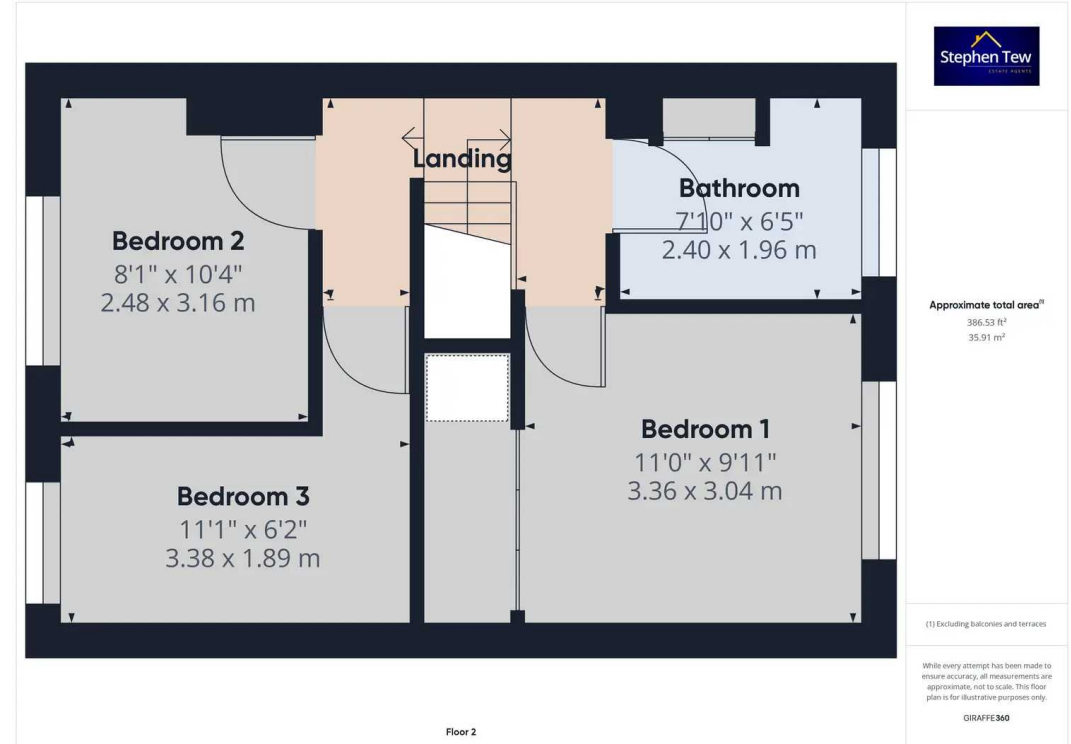 Landing
Bathroom
7'10" x 6'5"
2.40 x 1.96 m
Bedroom 2
8'1" x 10'4"
2.48 x 3.16 m
Bedroom 1
11'0" x 9'11"
3.36 x 3.04 m
Bedroom 3
11'1" x 6'2"
3.38 x 1.89 m
Floor 2
Stephen Tew
ESTATE AGENTS
Approximate total area⁽¹⁾
386.53 ft²
35.91 m²
(1) Excluding balconies and terraces
While every attempt has been made to
ensure accuracy, all measurements are
approximate, not to scale. This floor
plan is for illustrative purposes only.
GIRAFFE360